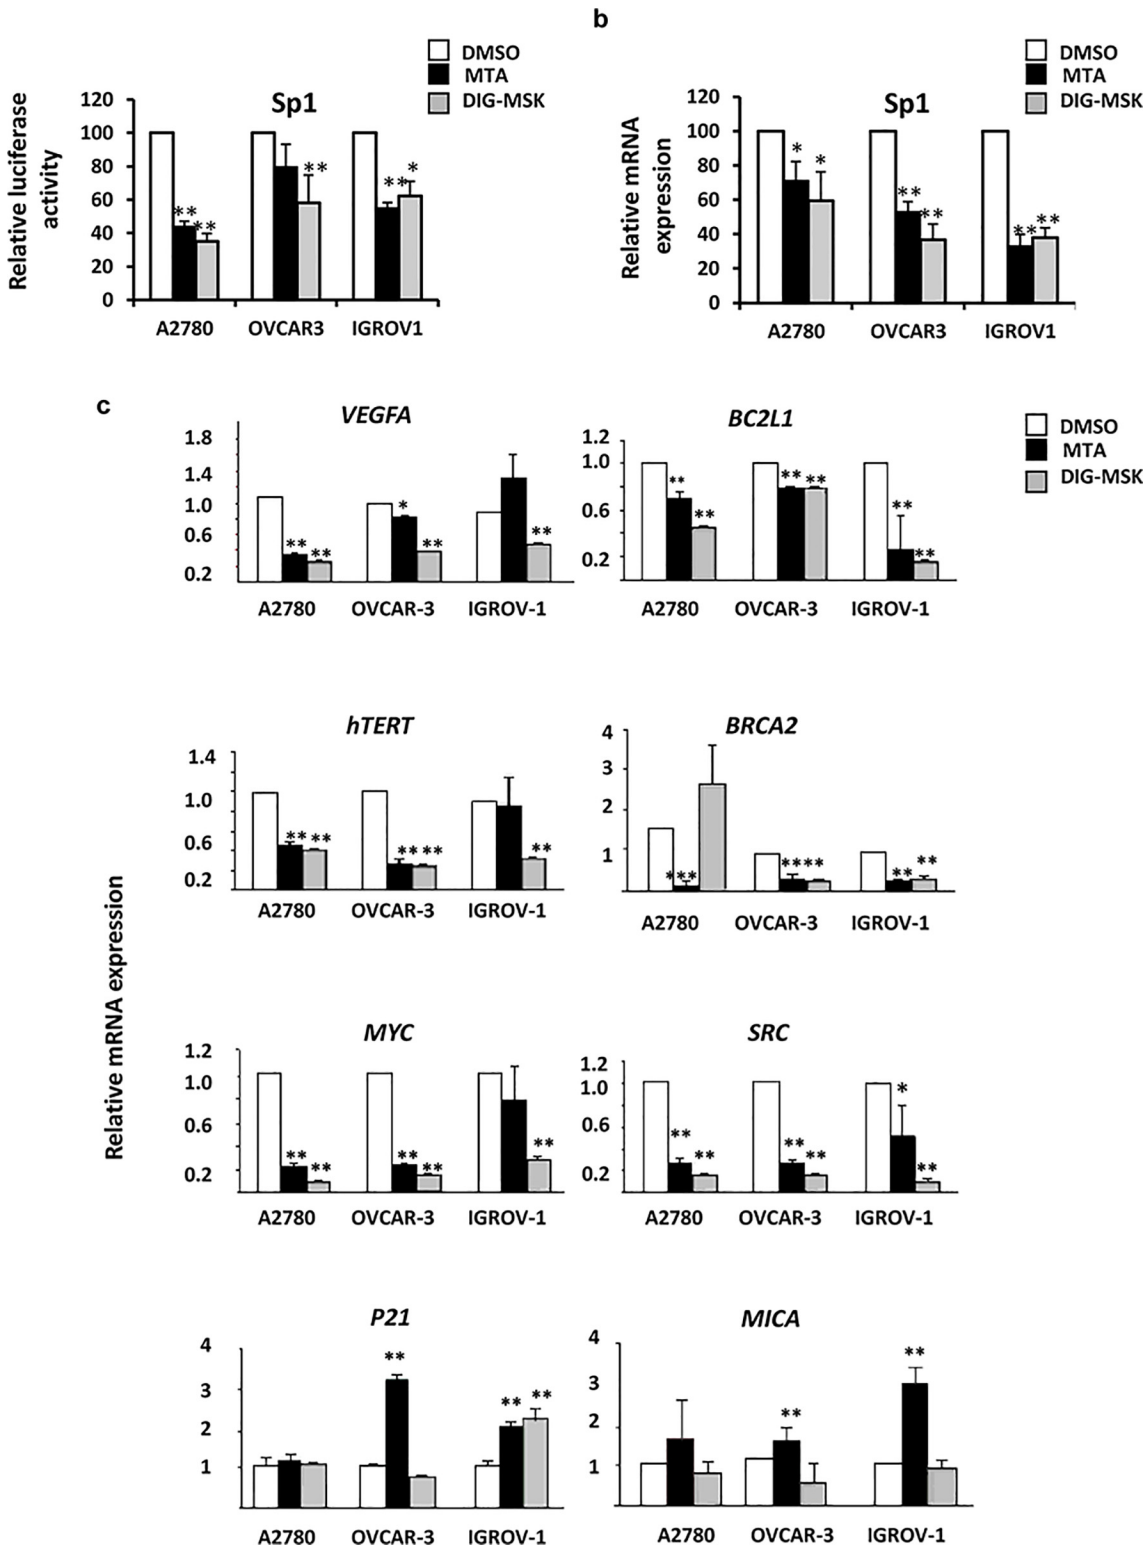 b
DMSO
MTA
DIG-MSK
Sp1
Relative luciferase
activity
120
100
80
60
40
20
0
** ** ** ** *
A2780 OVCAR3 IGROV1
DMSO
MTA
DIG-MSK
Sp1
Relative mRNA
expression
120
100
80
60
40
20
0
* * ** ** ** **
A2780 OVCAR3 IGROV1
c
DMSO
MTA
DIG-MSK
Relative mRNA expression
VEGFA
1.8
1.4
1.0
0.6
0.2
** ** * ** **
A2780 OVCAR-3 IGROV-1
BC2L1
1.2
1.0
0.6
0.2
** ** ** ** ** **
A2780 OVCAR-3 IGROV-1
hTERT
1.4
1.0
0.6
0.2
** ** ** ** **
A2780 OVCAR-3 IGROV-1
BRCA2
4
3
2
1
*** **** ** **
A2780 OVCAR-3 IGROV-1
MYC
1.2
1.0
0.6
0.2
** ** ** ** **
A2780 OVCAR-3 IGROV-1
SRC
1.2
1.0
0.6
0.2
** ** ** ** * **
A2780 OVCAR-3 IGROV-1
P21
4
3
2
1
** ** **
A2780 OVCAR-3 IGROV-1
MICA
4
3
2
1
** **
A2780 OVCAR-3 IGROV-1